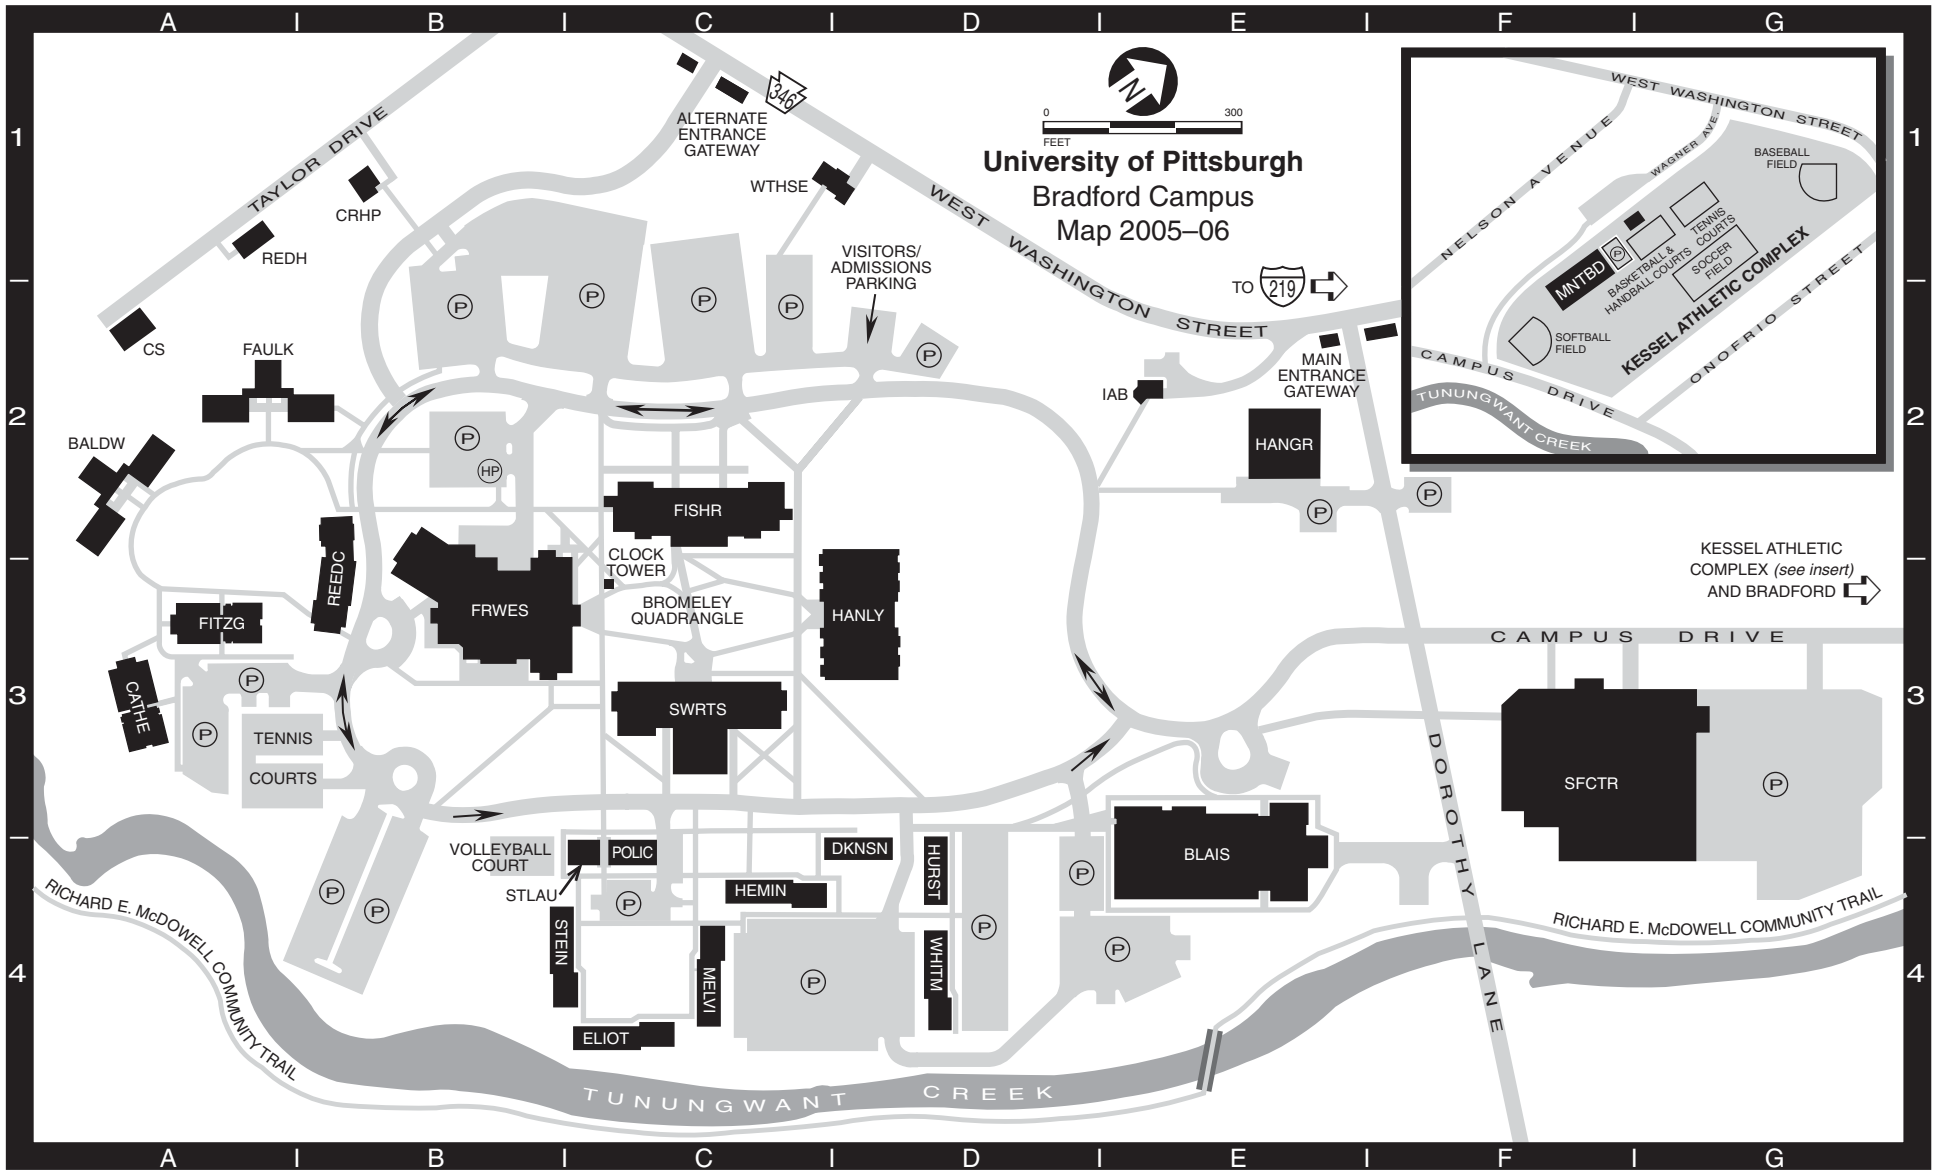 A I B I C I D I E I F I G
1
TAYLOR DRIVE
CRHP
REDH
CS
346
ALTERNATE
ENTRANCE
GATEWAY
WTHSE
N
0 300
FEET
University of Pittsburgh
Bradford Campus
Map 2005–06
WEST WASHINGTON STREET
VISITORS/
ADMISSIONS
PARKING
TO 219
P
P
P
P
P
MAIN
ENTRANCE
GATEWAY
IAB
WEST WASHINGTON STREET
NELSON AVENUE
WAGNER AVE.
BASEBALL
FIELD
TENNIS
COURTS
BASKETBALL &
HANDBALL COURTS
SOCCER
FIELD
P
MNTBD
KESSEL ATHLETIC COMPLEX
ONOFRIO STREET
SOFTBALL
FIELD
CAMPUS DRIVE
TUNUNGWANT CREEK
1
2
FAULK
BALDW
P
HP
HANGR
P
P
2
FISHR
REEDC
CLOCK
TOWER
FRWES
BROMELEY
QUADRANGLE
HANLY
KESSEL ATHLETIC
COMPLEX (see insert)
AND BRADFORD
FITZG
CAMPUS DRIVE
3
CATHE
P
P
TENNIS
COURTS
SWRTS
SFCTR
P
3
DOROTHY LANE
VOLLEYBALL
COURT
STLAU
POLIC
DKNSN
HURST
BLAIS
P
P
P
HEMIN
P
P
P
P
STEIN
MELVI
WHITM
ELIOT
4
RICHARD E. McDOWELL COMMUNITY TRAIL
RICHARD E. McDOWELL COMMUNITY TRAIL
4
TUNUNGWANT CREEK
A I B I C I D I E I F I G